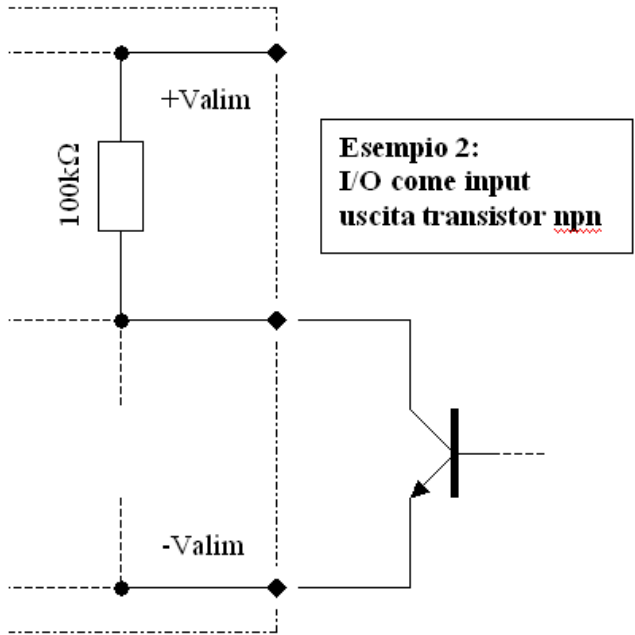 +Valim
100kΩ
Esempio 2:
I/O come input
uscita transistor npn
-Valim